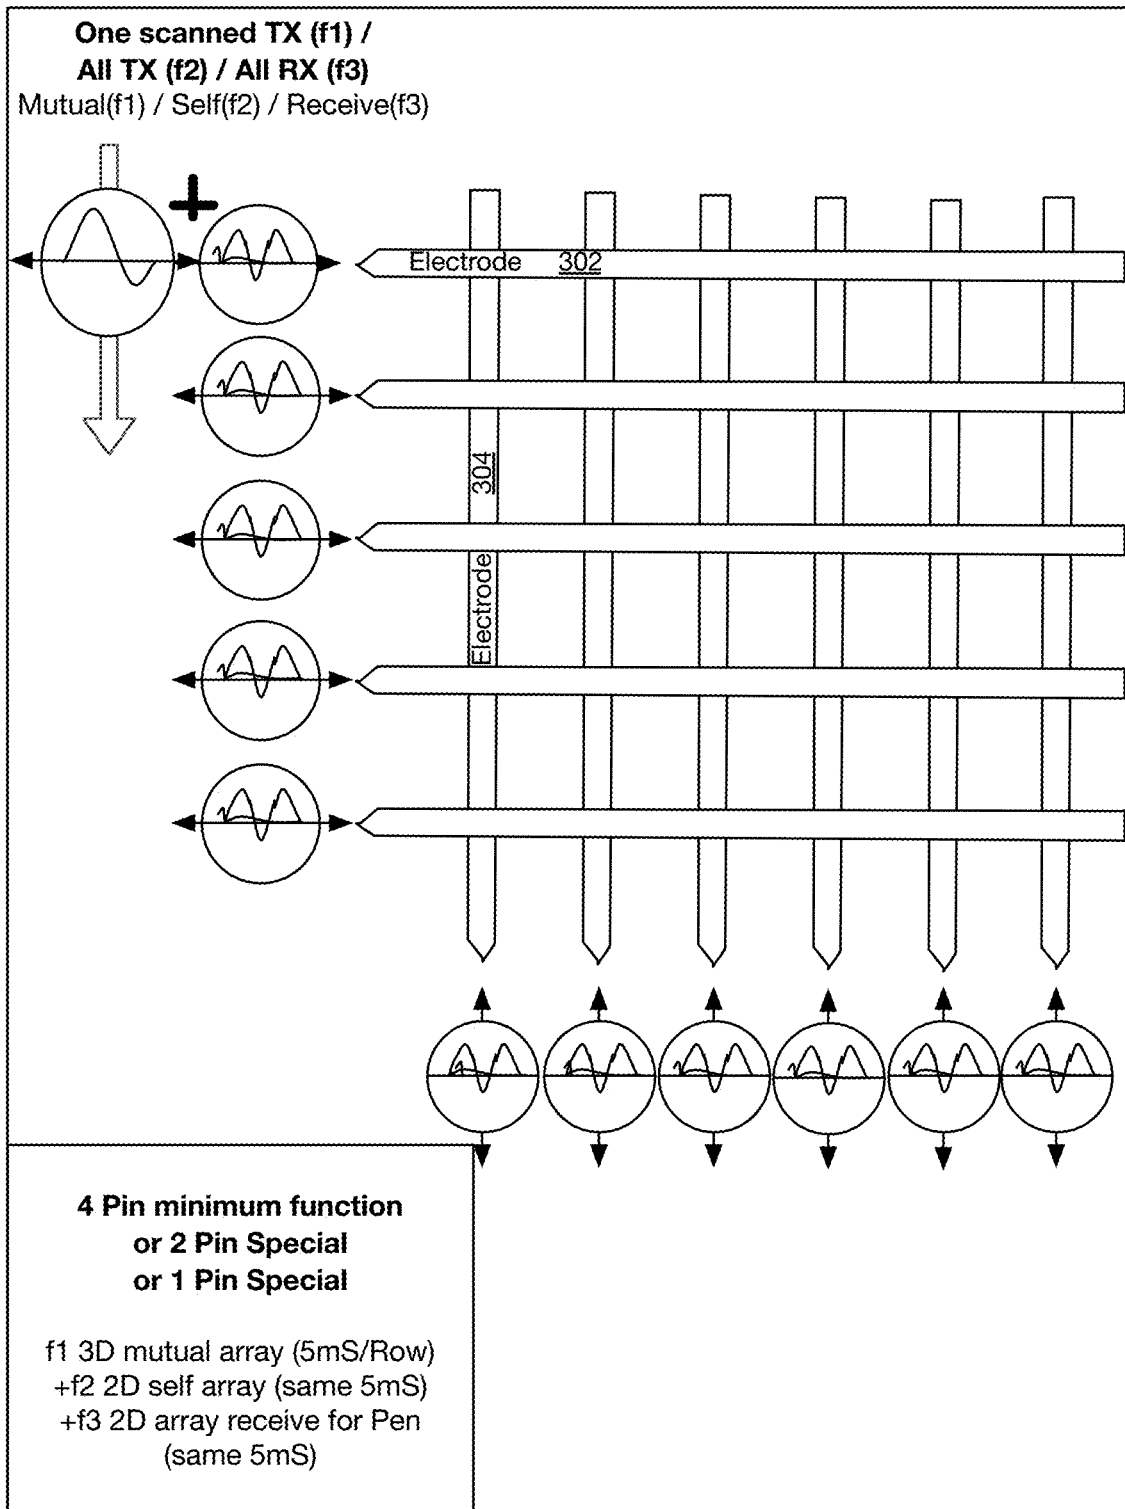 One scanned TX (f1) /
All TX (f2) / All RX (f3)
Mutual(f1) / Self(f2) / Receive(f3)
Electrode 302
Electrode 304
4 Pin minimum function
or 2 Pin Special
or 1 Pin Special
f1 3D mutual array (5mS/Row)
+f2 2D self array (same 5mS)
+f3 2D array receive for Pen
(same 5mS)